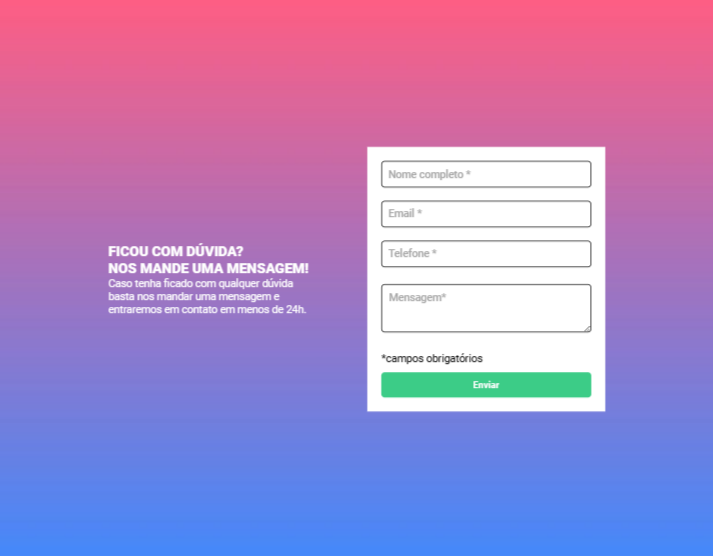 FICOU COM DÚVIDA?
NOS MANDE UMA MENSAGEM!
Caso tenha ficado com qualquer dúvida
basta nos mandar uma mensagem e
entraremos em contato em menos de 24h.
Nome completo *
Email *
Telefone *
Mensagem*
*campos obrigatórios
Enviar